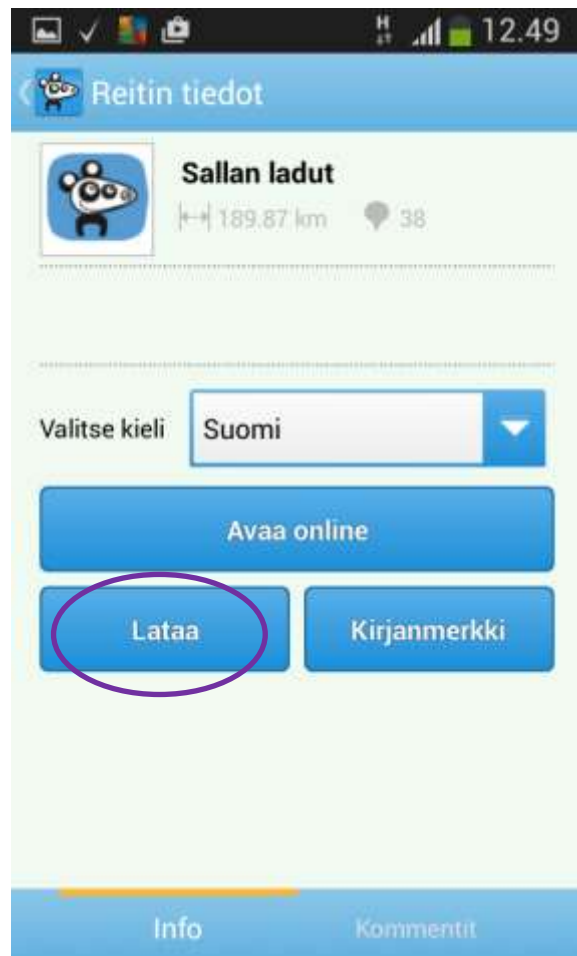 H 12.49
Reitin tiedot
Sallan ladut
189.87 km 38
Valitse kieli Suomi
Avaa online
Lataa Kirjanmerkki
Info Kommentit